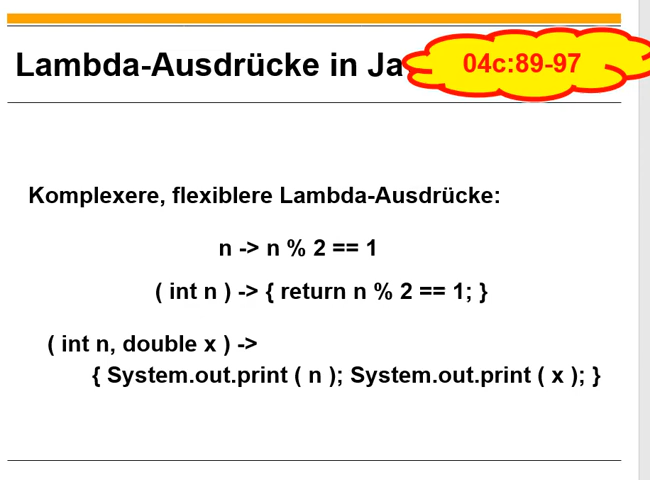 Lambda-Ausdrücke in Ja
04c:89-97
Komplexere, flexiblere Lambda-Ausdrücke:
n -> n % 2 == 1
( int n ) -> { return n % 2 == 1; }
( int n, double x ) ->
{ System.out.print ( n ); System.out.print ( x ); }